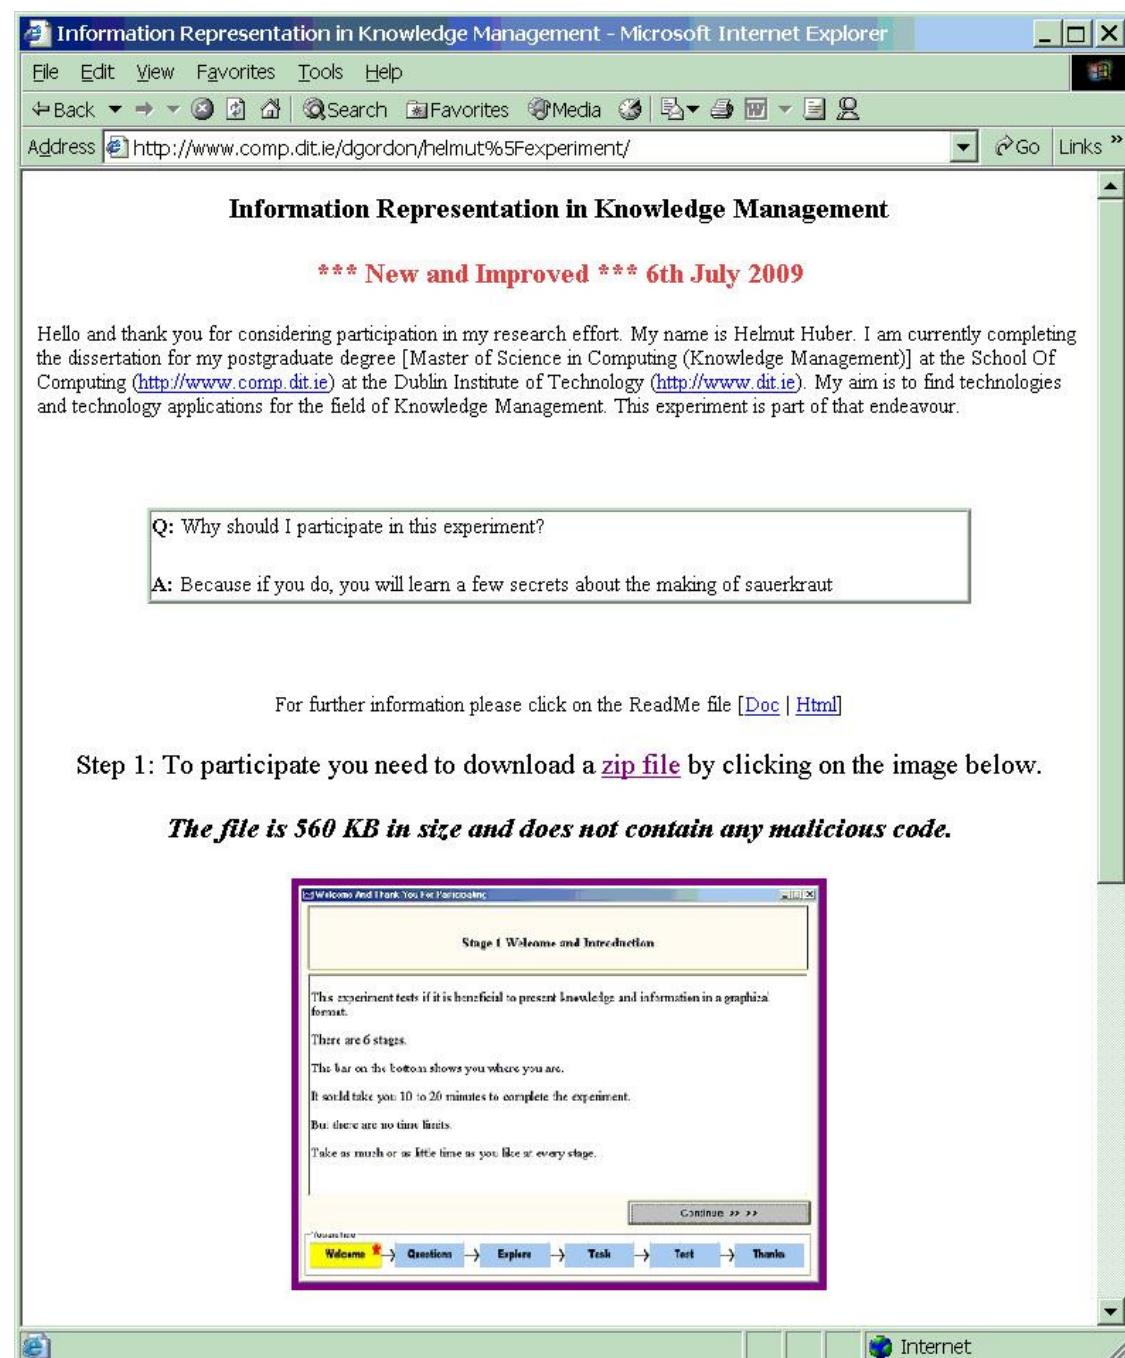 Information Representation in Knowledge Management - Microsoft Internet Explorer
File Edit View Favorites Tools Help
Back Search Favorites Media
Address http://www.comp.dit.ie/dgordon/helmut%5Fexperiment/ Go Links »
Information Representation in Knowledge Management
*** New and Improved *** 6th July 2009
Hello and thank you for considering participation in my research effort. My name is Helmut Huber. I am currently completing
the dissertation for my postgraduate degree [Master of Science in Computing (Knowledge Management)] at the School Of
Computing (http://www.comp.dit.ie) at the Dublin Institute of Technology (http://www.dit.ie). My aim is to find technologies
and technology applications for the field of Knowledge Management. This experiment is part of that endeavour.
Q: Why should I participate in this experiment?
A: Because if you do, you will learn a few secrets about the making of sauerkraut
For further information please click on the ReadMe file [Doc | Html]
Step 1: To participate you need to download a zip file by clicking on the image below.
The file is 560 KB in size and does not contain any malicious code.
Welcome And Thank You For Participating
Stage 1 Welcome and Introduction
This experiment tests if it is beneficial to present knowledge and information in a graphical
format.
There are 6 stages.
The bar on the bottom shows you where you are.
It sould take you 10 to 20 minutes to complete the experiment.
But there are no time limits.
Take as much or as little time as you like at every stage.
Continue >> >>
You are here
Welcome * -> Questions -> Explore -> Task -> Test -> Thanks
Internet